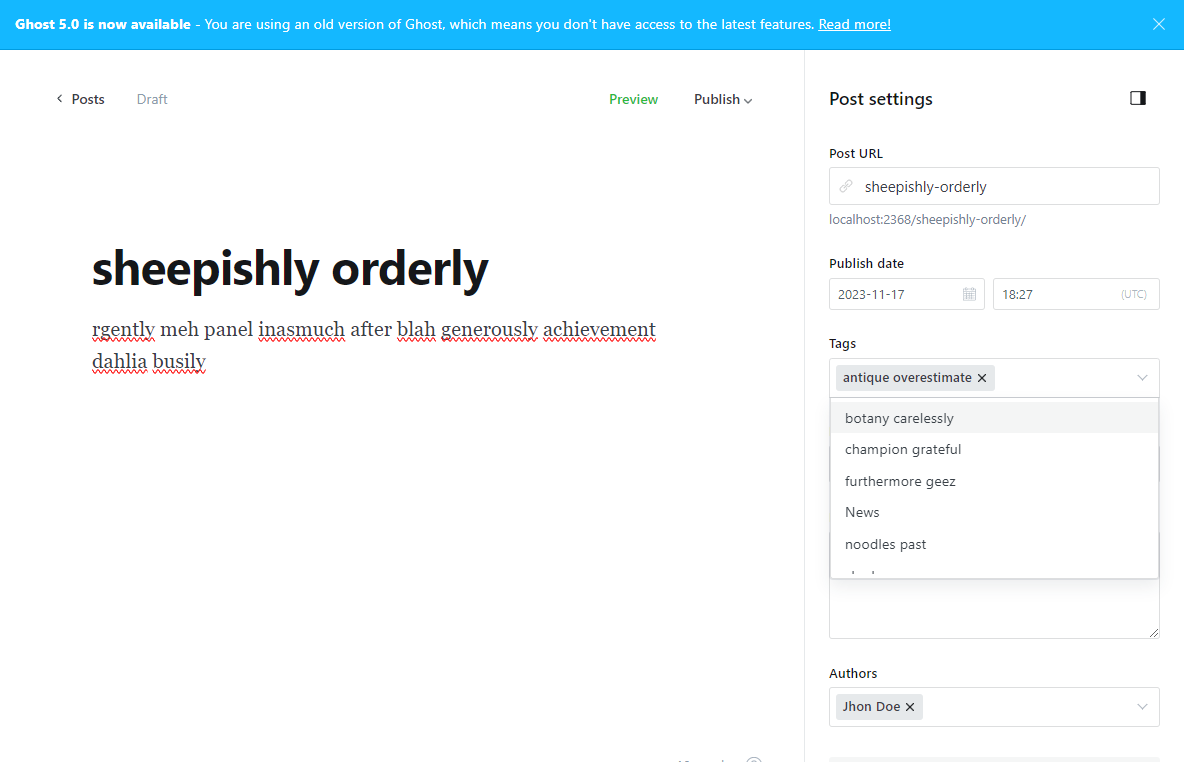 Ghost 5.0 is now available - You are using an old version of Ghost, which means you don't have access to the latest features. Read more!
Posts
Draft
Preview
Publish
Post settings
Post URL
sheepishly-orderly
localhost:2368/sheepishly-orderly/
sheepishly orderly
rgently meh panel inasmuch after blah generously achievement
dahlia busily
Publish date
2023-11-17
18:27
(UTC)
Tags
antique overestimate
botany carelessly
champion grateful
furthermore geez
News
noodles past
Authors
Jhon Doe